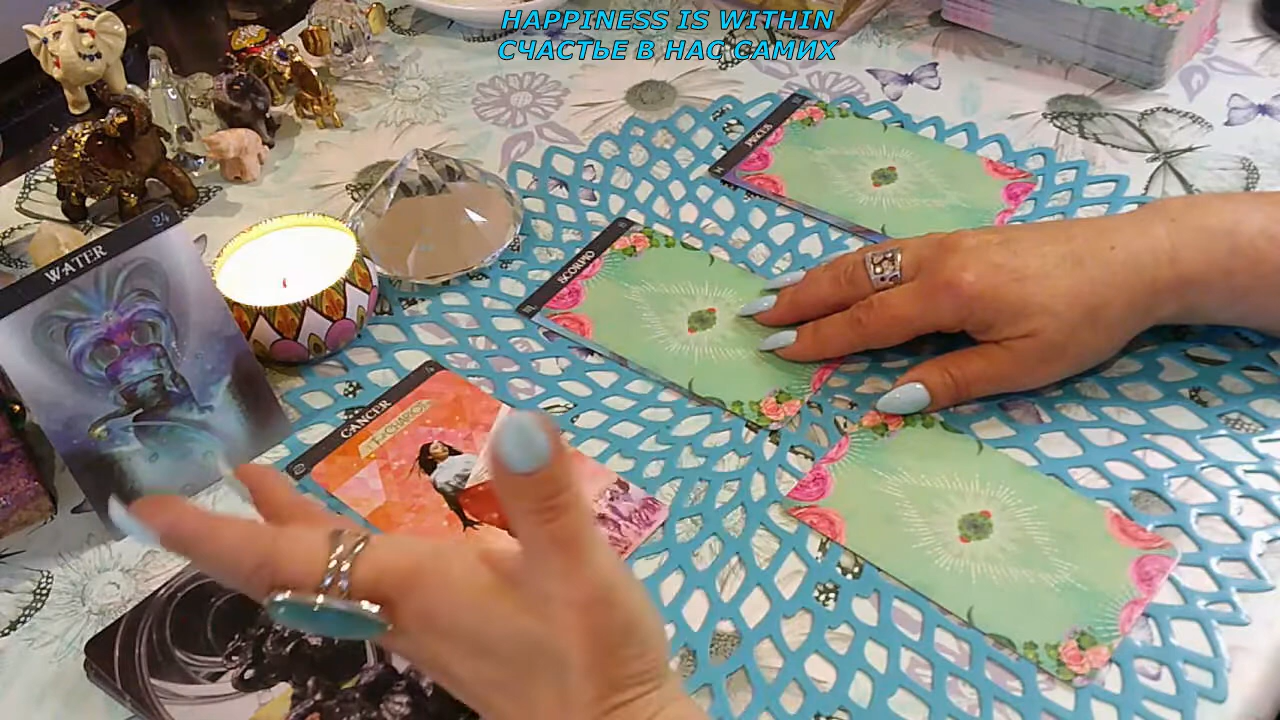 HAPPINESS IS WITHIN
СЧАСТЬЕ В НАС САМИХ
PISCES
SCORPIO
WATER
24
CANCER